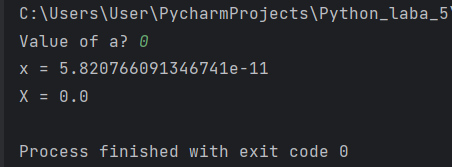 C:\Users\User\PycharmProjects\Python_laba_5\
Value of a? 0
x = 5.820766091346741e-11
X = 0.0
Process finished with exit code 0